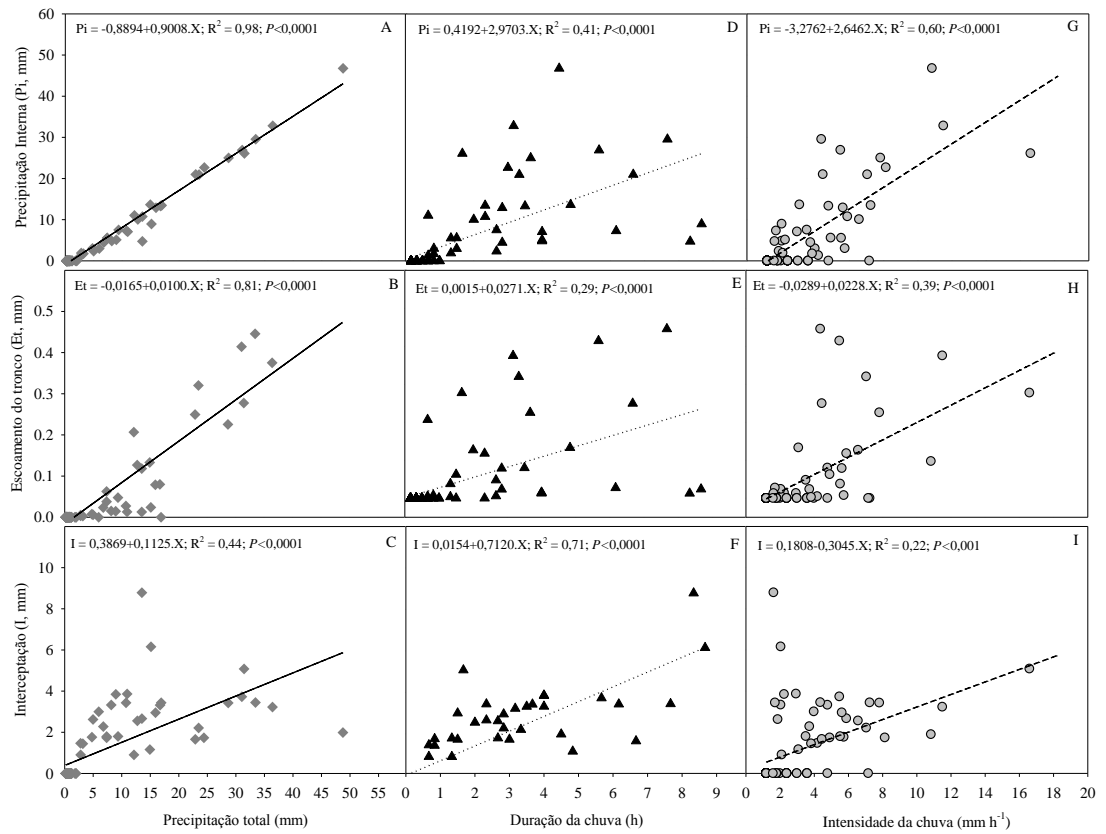 Pi = -0,8894+0,9008.X; R² = 0,98; P<0,0001
A
Pi = 0,4192+2,9703.X; R² = 0,41; P<0,0001
D
Pi = -3,2762+2,6462.X; R² = 0,60; P<0,0001
G
60
50
40
30
20
10
0
Precipitação Interna (Pi, mm)
Et = -0,0165+0,0100.X; R² = 0,81; P<0,0001
B
Et = 0,0015+0,0271.X; R² = 0,29; P<0,0001
E
Et = -0,0289+0,0228.X; R² = 0,39; P<0,0001
H
0.5
0.4
0.3
0.2
0.1
0.0
Escoamento do tronco (Et, mm)
I = 0,3869+0,1125.X; R² = 0,44; P<0,0001
C
I = 0,0154+0,7120.X; R² = 0,71; P<0,0001
F
I = 0,1808-0,3045.X; R² = 0,22; P<0,001
I
10
8
6
4
2
0
Interceptação (I, mm)
0 5 10 15 20 25 30 35 40 45 50 55
0 1 2 3 4 5 6 7 8 9
0 2 4 6 8 10 12 14 16 18 20
Precipitação total (mm)
Duração da chuva (h)
Intensidade da chuva (mm h⁻¹)